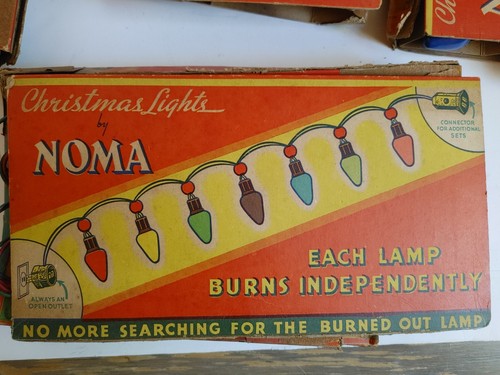 Christmas Lights
by
NOMA
CONNECTOR
FOR ADDITIONAL
SETS
ALWAYS AN
OPEN OUTLET
EACH LAMP
BURNS INDEPENDENTLY
NO MORE SEARCHING FOR THE BURNED OUT LAMP
Ch